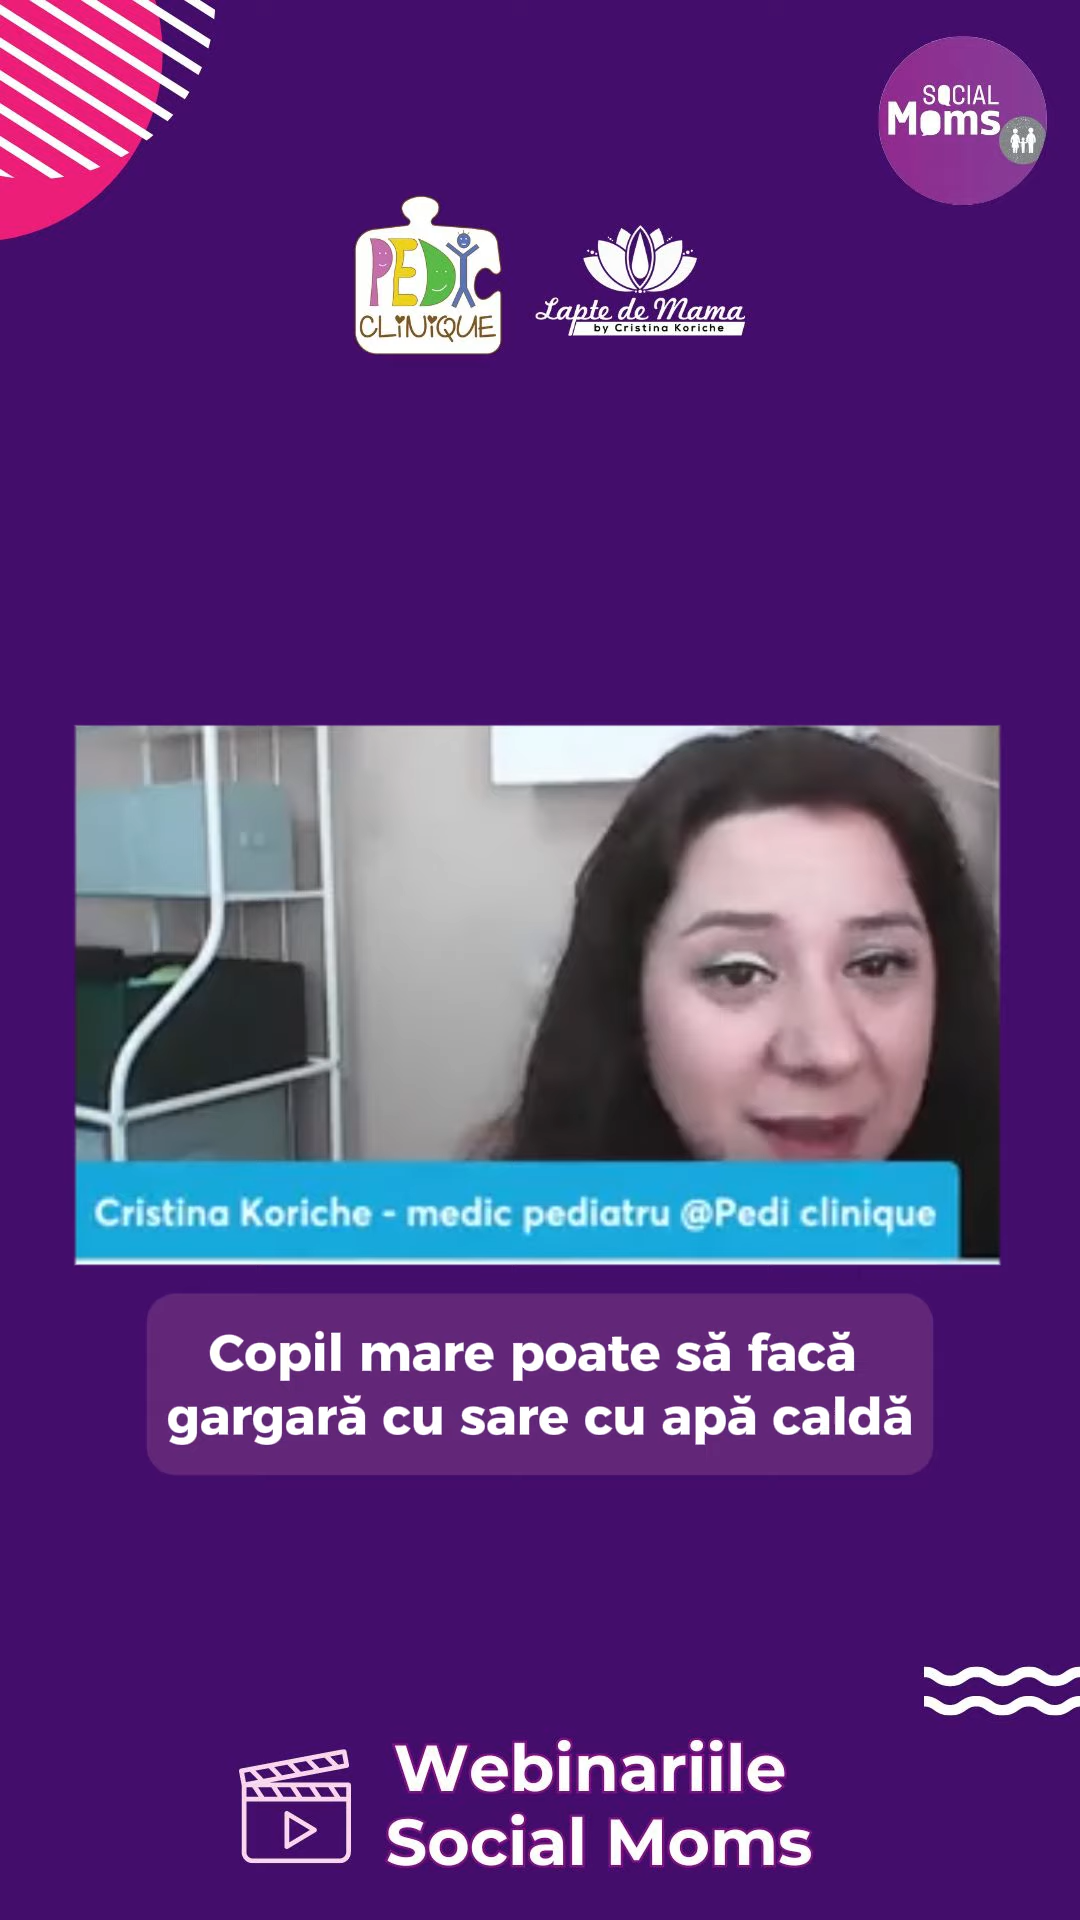 SOCIAL
Moms
PEDI
CLINIQUE
Lapte de Mama
by Cristina Koriche
Cristina Koriche - medic pediatru @Pedi clinique
Copil mare poate să facă
gargară cu sare cu apă caldă
Webinariile
Social Moms